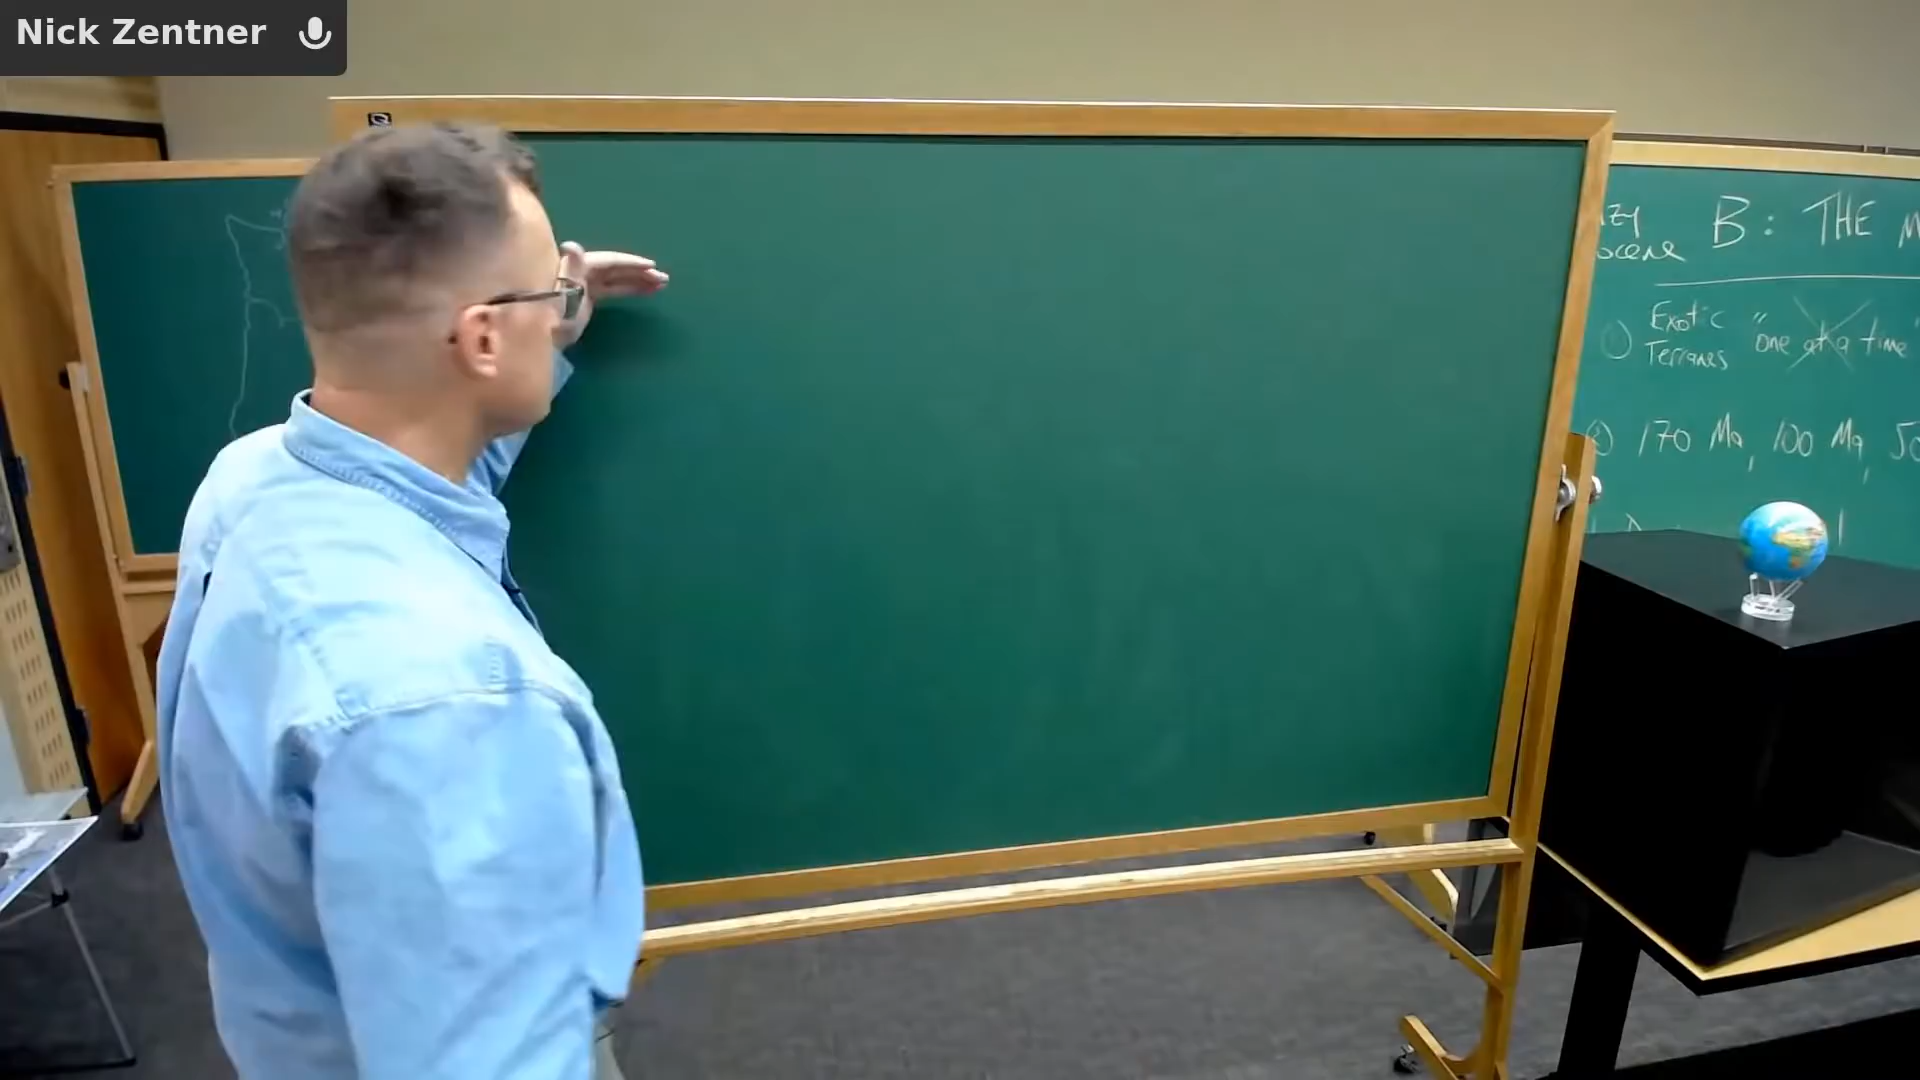 Nick Zentner
B: THE
Exotic "one at a time"
Terranes
170 Ma, 100 Ma,